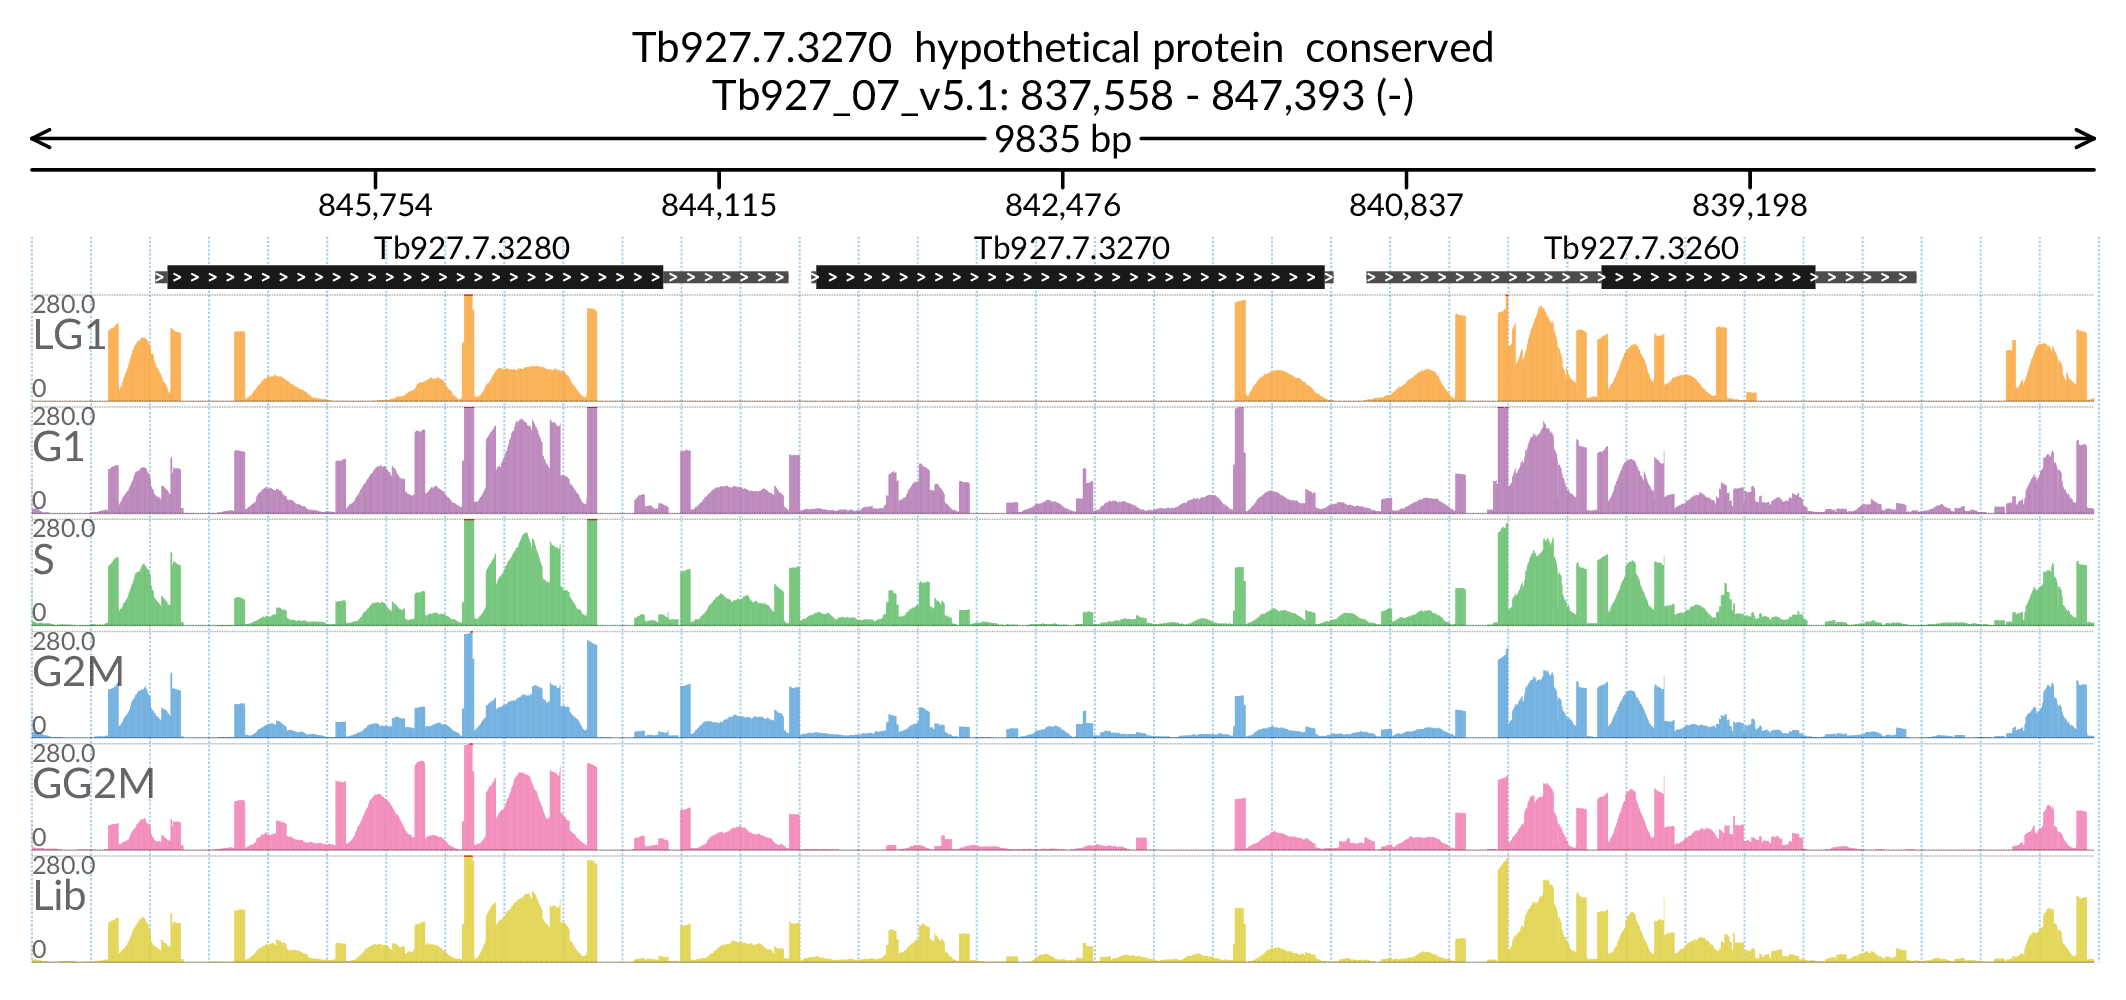 Tb927.7.3270 hypothetical protein conserved
Tb927_07_v5.1: 837,558 - 847,393 (-)
9835 bp
845,754 844,115 842,476 840,837 839,198
Tb927.7.3280 Tb927.7.3270 Tb927.7.3260
280.0
LG1
0
280.0
G1
0
280.0
S
0
280.0
G2M
0
280.0
GG2M
0
280.0
Lib
0